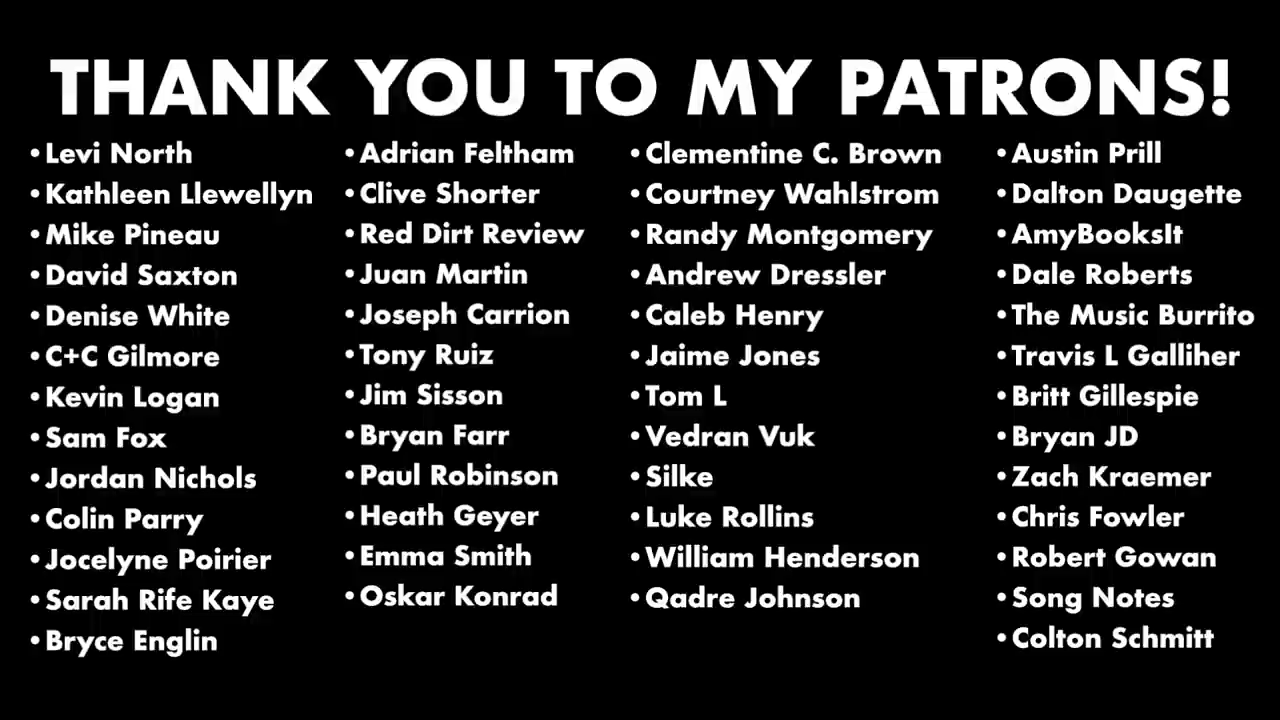 THANK YOU TO MY PATRONS!
•Levi North
•Kathleen Llewellyn
•Mike Pineau
•David Saxton
•Denise White
•C+C Gilmore
•Kevin Logan
•Sam Fox
•Jordan Nichols
•Colin Parry
•Jocelyne Poirier
•Sarah Rife Kaye
•Bryce Englin
•Adrian Feltham
•Clive Shorter
•Red Dirt Review
•Juan Martin
•Joseph Carrion
•Tony Ruiz
•Jim Sisson
•Bryan Farr
•Paul Robinson
•Heath Geyer
•Emma Smith
•Oskar Konrad
•Clementine C. Brown
•Courtney Wahlstrom
•Randy Montgomery
•Andrew Dressler
•Caleb Henry
•Jaime Jones
•Tom L
•Vedran Vuk
•Silke
•Luke Rollins
•William Henderson
•Qadre Johnson
•Austin Prill
•Dalton Daugette
•AmyBooksIt
•Dale Roberts
•The Music Burrito
•Travis L Galliher
•Britt Gillespie
•Bryan JD
•Zach Kraemer
•Chris Fowler
•Robert Gowan
•Song Notes
•Colton Schmitt